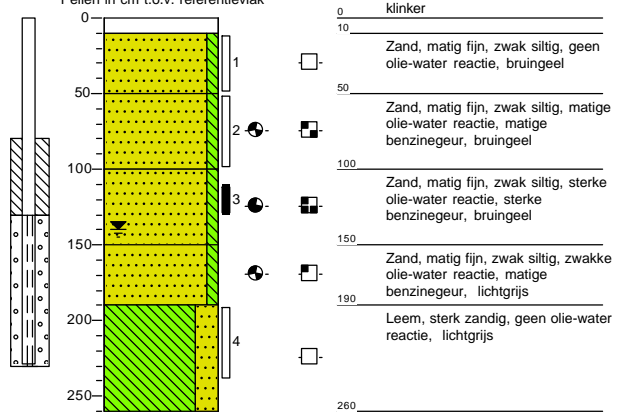 Peilen in cm t.o.v. referentievlak
0
50
100
150
200
250
1
2
3
4
0
klinker
10
Zand, matig fijn, zwak siltig, geen
olie-water reactie, bruingeel
50
Zand, matig fijn, zwak siltig, matige
olie-water reactie, matige
benzinegeur, bruingeel
100
Zand, matig fijn, zwak siltig, sterke
olie-water reactie, sterke
benzinegeur, bruingeel
150
Zand, matig fijn, zwak siltig, zwakke
olie-water reactie, matige
benzinegeur, lichtgrijs
190
Leem, sterk zandig, geen olie-water
reactie, lichtgrijs
260